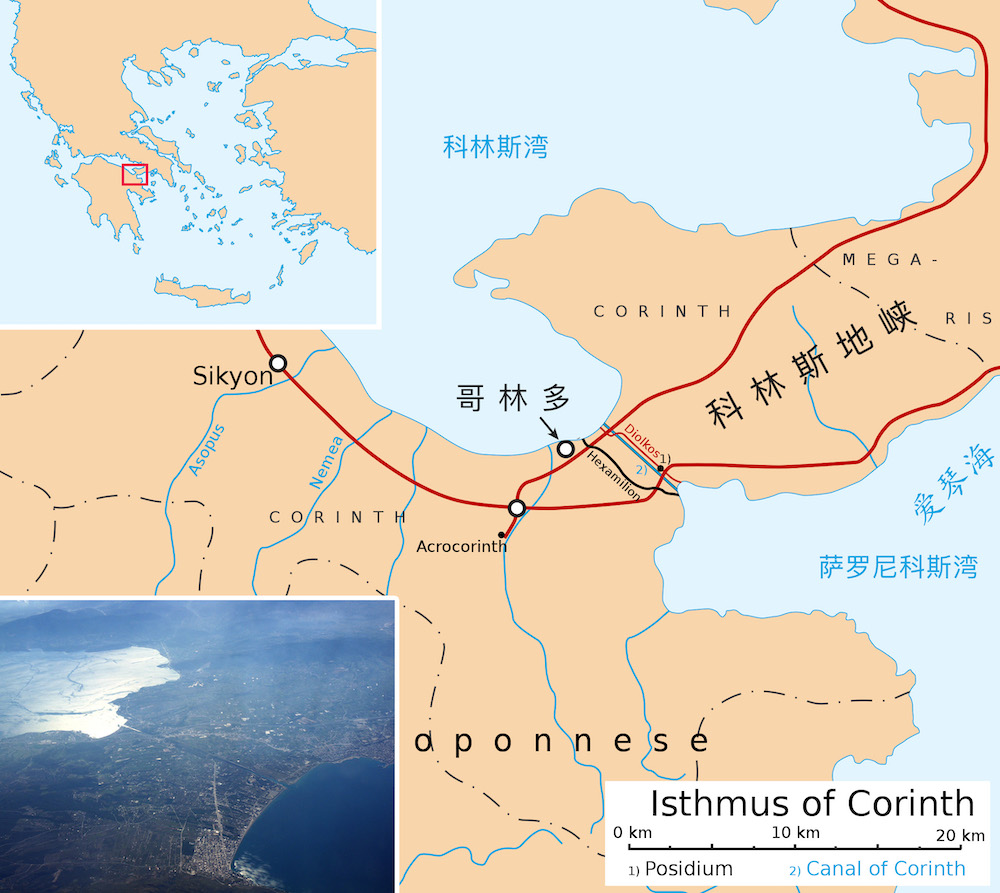 科林斯湾
MEGA-
RIS
CORINTH
科林斯地峡
Sikyon
哥林多
Diolkos
1)
2)
Hexamilion
Asopus
Nemea
爱琴海
CORINTH
Acrocorinth
萨罗尼科斯湾
oponnese
Isthmus of Corinth
0 km 10 km 20 km
1) Posidium 2) Canal of Corinth